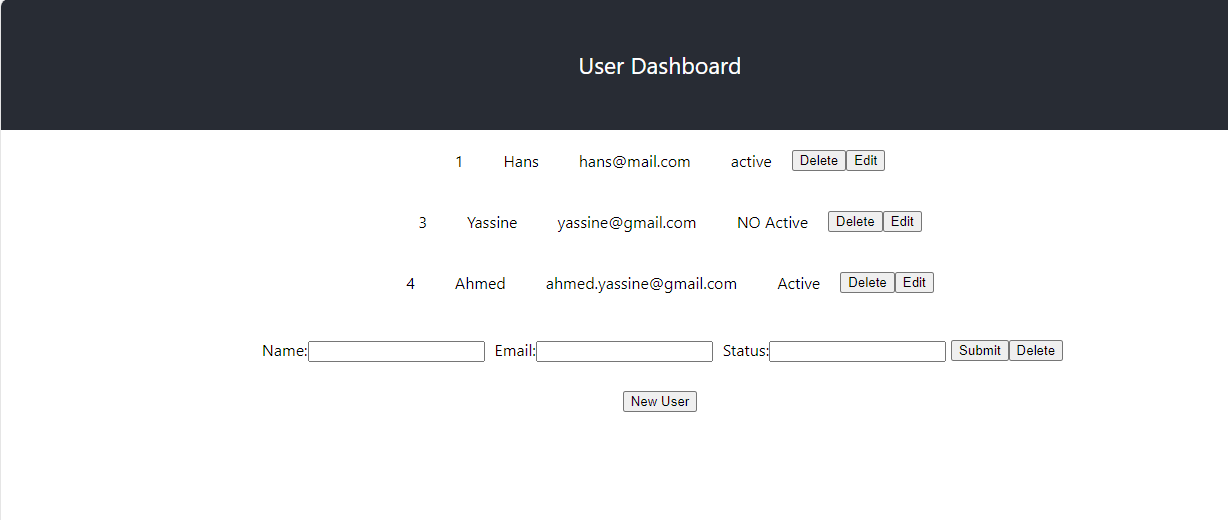 User Dashboard
1 Hans hans@mail.com active Delete Edit
3 Yassine yassine@gmail.com NO Active Delete Edit
4 Ahmed ahmed.yassine@gmail.com Active Delete Edit
Name: Email: Status: Submit Delete
New User